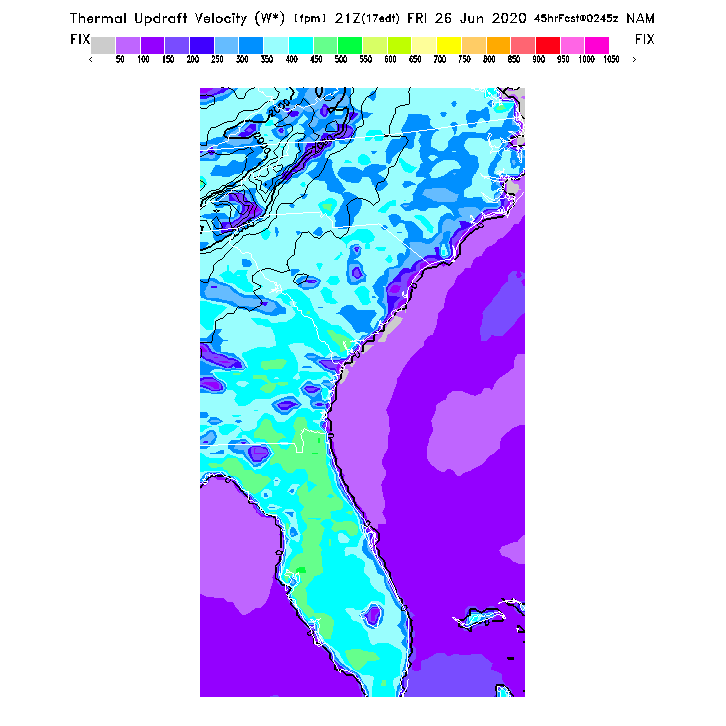 Thermal Updraft Velocity (W*) [fpm] 21Z(17edt) FRI 26 Jun 2020 45hrFcst@0245z NAM
FIX FIX
50 100 150 200 250 300 350 400 450 500 550 600 650 700 750 800 850 900 950 1000 1050
< >